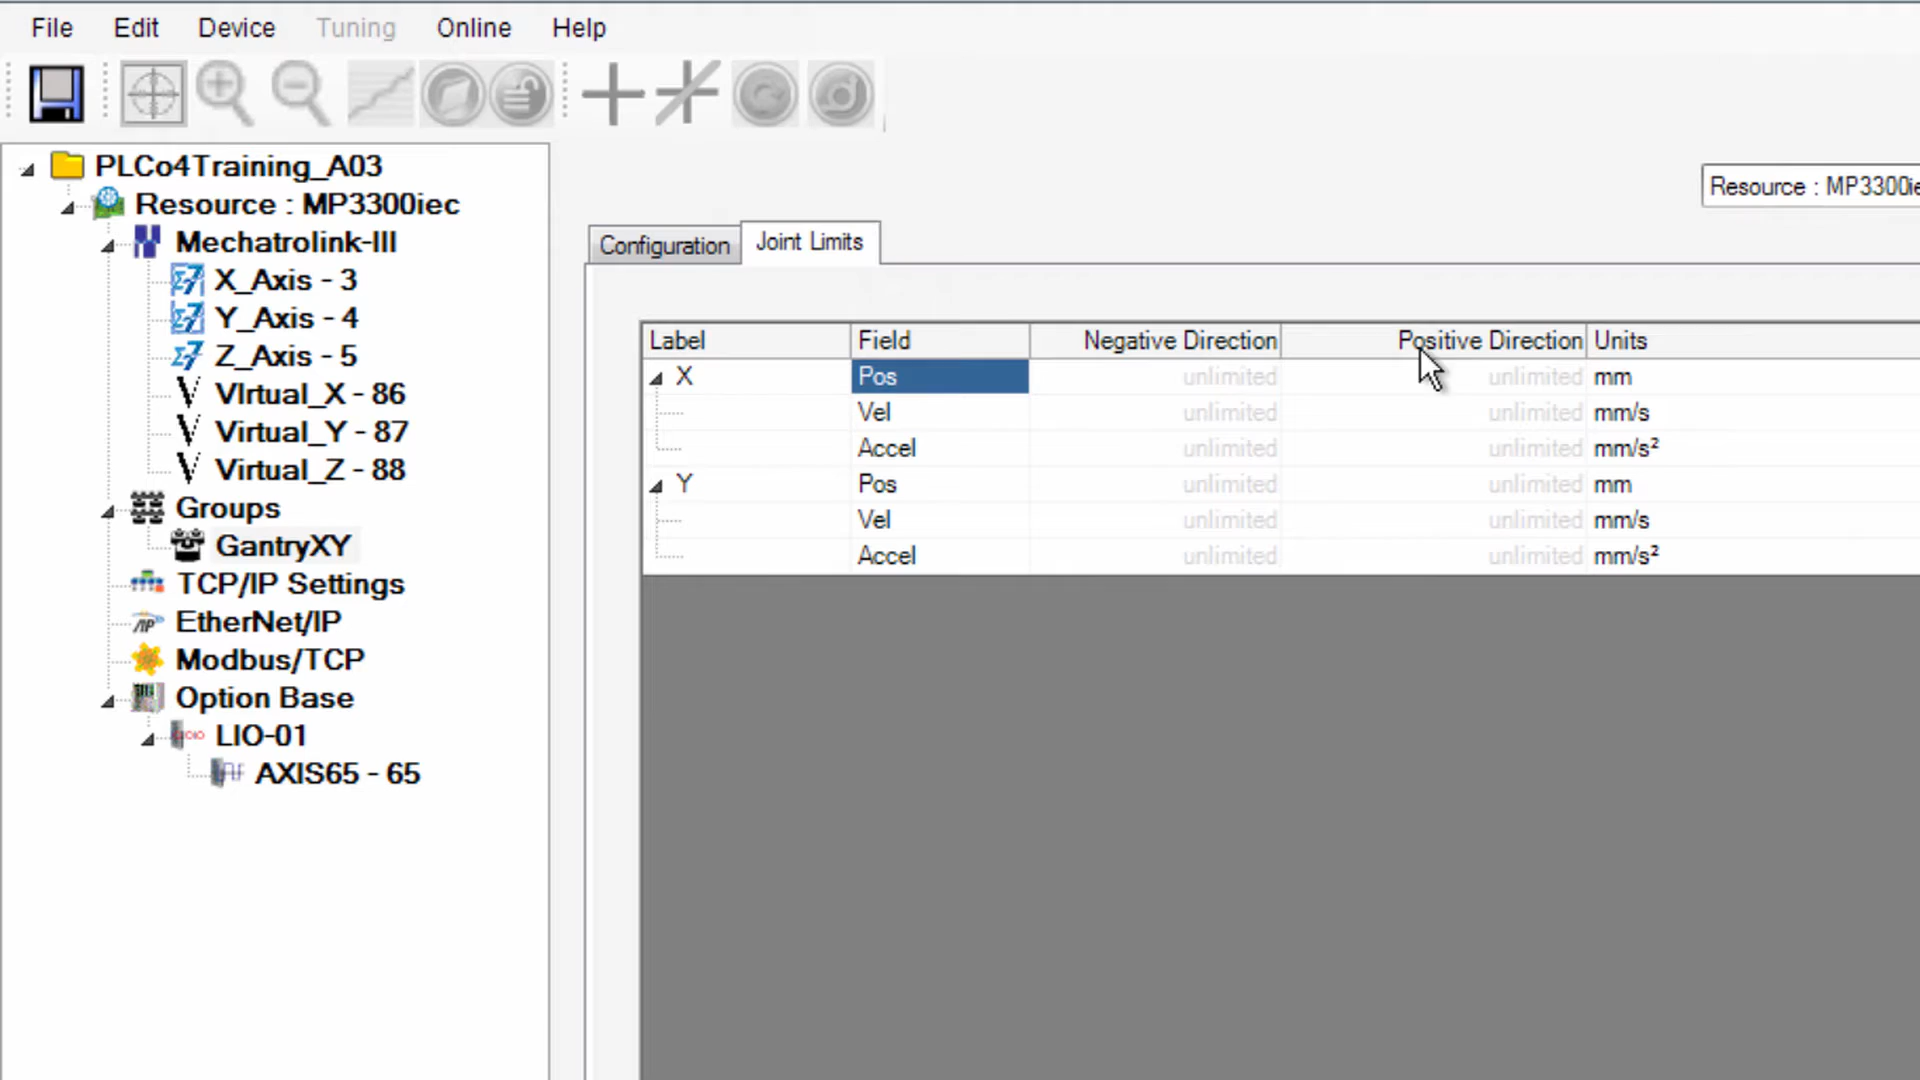 File Edit Device Tuning Online Help
PLCo4Training_A03
Resource : MP3300iec
Mechatrolink-III
X_Axis - 3
Y_Axis - 4
Z_Axis - 5
VIrtual_X - 86
Virtual_Y - 87
Virtual_Z - 88
Groups
GantryXY
TCP/IP Settings
EtherNet/IP
Modbus/TCP
Option Base
LIO-01
AXIS65 - 65
Resource : MP3300ie
Configuration Joint Limits
Label Field Negative Direction Positive Direction Units
X Pos unlimited unlimited mm
Vel unlimited unlimited mm/s
Accel unlimited unlimited mm/s²
Y Pos unlimited unlimited mm
Vel unlimited unlimited mm/s
Accel unlimited unlimited mm/s²